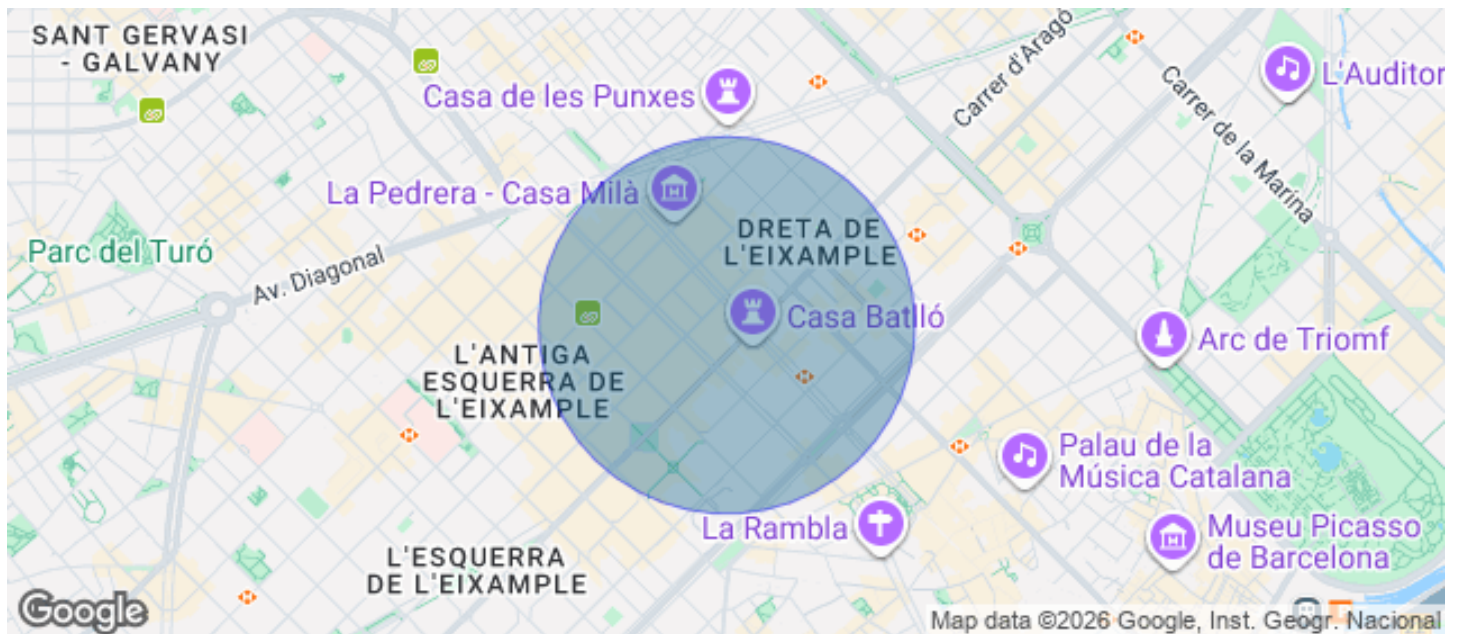 SANT GERVASI
- GALVANY
Casa de les Punxes
Carrer d'Aragó
L'Auditor
Carrer de la Marina
La Pedrera - Casa Milà
DRETA DE
L'EIXAMPLE
Parc del Turó
Av. Diagonal
Casa Batlló
Arc de Triomf
L'ANTIGA
ESQUERRA DE
L'EIXAMPLE
Palau de la
Música Catalana
La Rambla
Museu Picasso
de Barcelona
L'ESQUERRA
DE L'EIXAMPLE
Google
Map data ©2026 Google, Inst. Geogr. Nacional